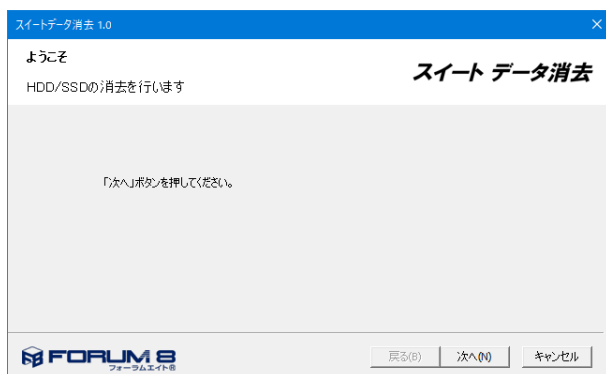 スイートデータ消去 1.0
ようこそ
HDD/SSDの消去を行います
スイート データ消去
「次へ」ボタンを押してください。
FORUM 8
フォーラムエイト®
戻る(B)
次へ(N)
キャンセル